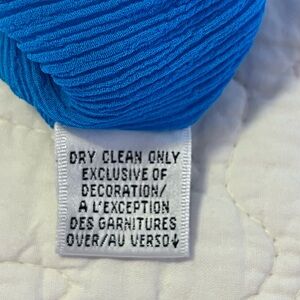 DRY CLEAN ONLY
EXCLUSIVE OF
DECORATION/
A L'EXCEPTION
DES GARNITURES
OVER/AU VERSO↓